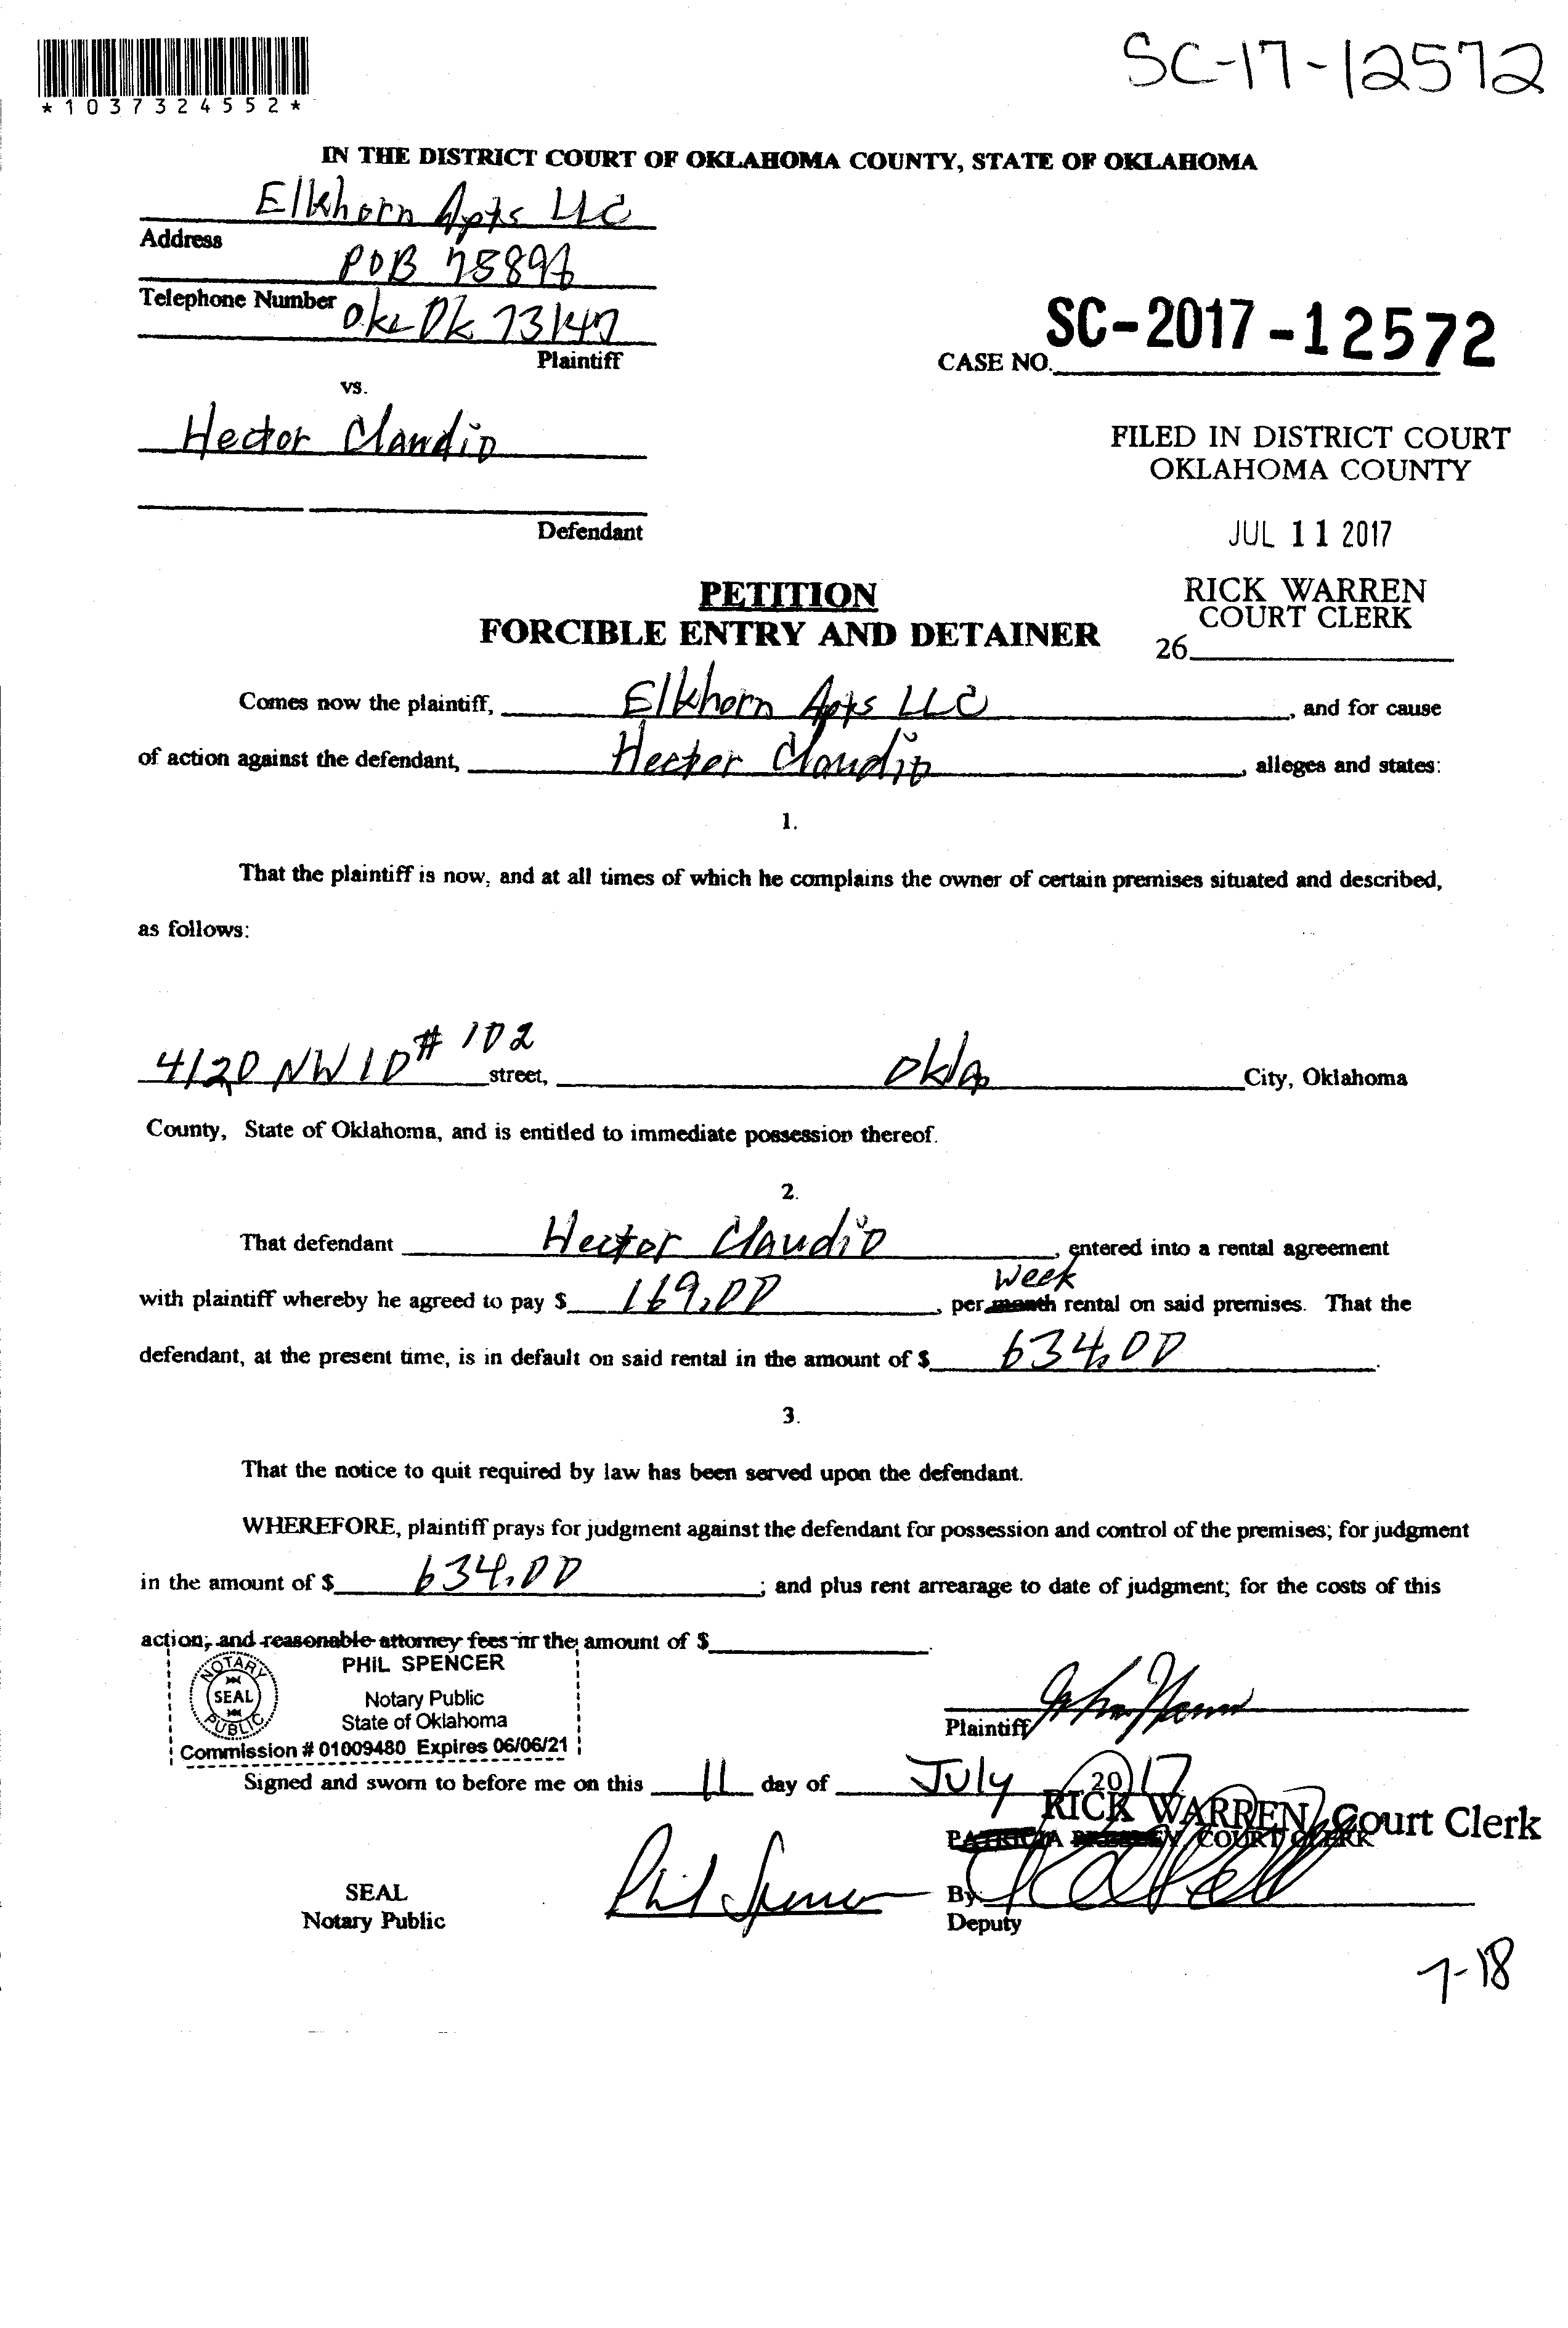 SC-17-12572
*1037324552*
IN THE DISTRICT COURT OF OKLAHOMA COUNTY, STATE OF OKLAHOMA
Elkhorn Apts LLC
Address
POB 75897
Telephone Number
Okc Ok 73147
Plaintiff
SC-2017-12572
CASE NO.
vs.
Hector Claudio
FILED IN DISTRICT COURT
OKLAHOMA COUNTY
Defendant
JUL 11 2017
PETITION
FORCIBLE ENTRY AND DETAINER
RICK WARREN
COURT CLERK
26
Comes now the plaintiff, Elkhorn Apts LLC, and for cause
of action against the defendant, Hector Claudio, alleges and states:
1.
That the plaintiff is now, and at all times of which he complains the owner of certain premises situated and described,
as follows:
4120 NW 10 # 102 street, Okla City, Oklahoma
County, State of Oklahoma, and is entitled to immediate possession thereof.
2.
That defendant Hector Claudio, entered into a rental agreement
with plaintiff whereby he agreed to pay $ 169.00, per month week rental on said premises. That the
defendant, at the present time, is in default on said rental in the amount of $ 634.00.
3.
That the notice to quit required by law has been served upon the defendant.
WHEREFORE, plaintiff prays for judgment against the defendant for possession and control of the premises; for judgment
in the amount of $ 634.00; and plus rent arrearage to date of judgment; for the costs of this
action; and reasonable attorney fees in the amount of $.
NOTARY PUBLIC
SEAL
PHIL SPENCER
Notary Public
State of Oklahoma
Commission # 01009480 Expires 06/06/21
Plaintiff
Signed and sworn to before me on this 11 day of July 2017
RICK WARREN, Court Clerk
PATRICIA PRESLEY, COURT CLERK
Phil Spencer
SEAL
Notary Public
By
Deputy
7-18